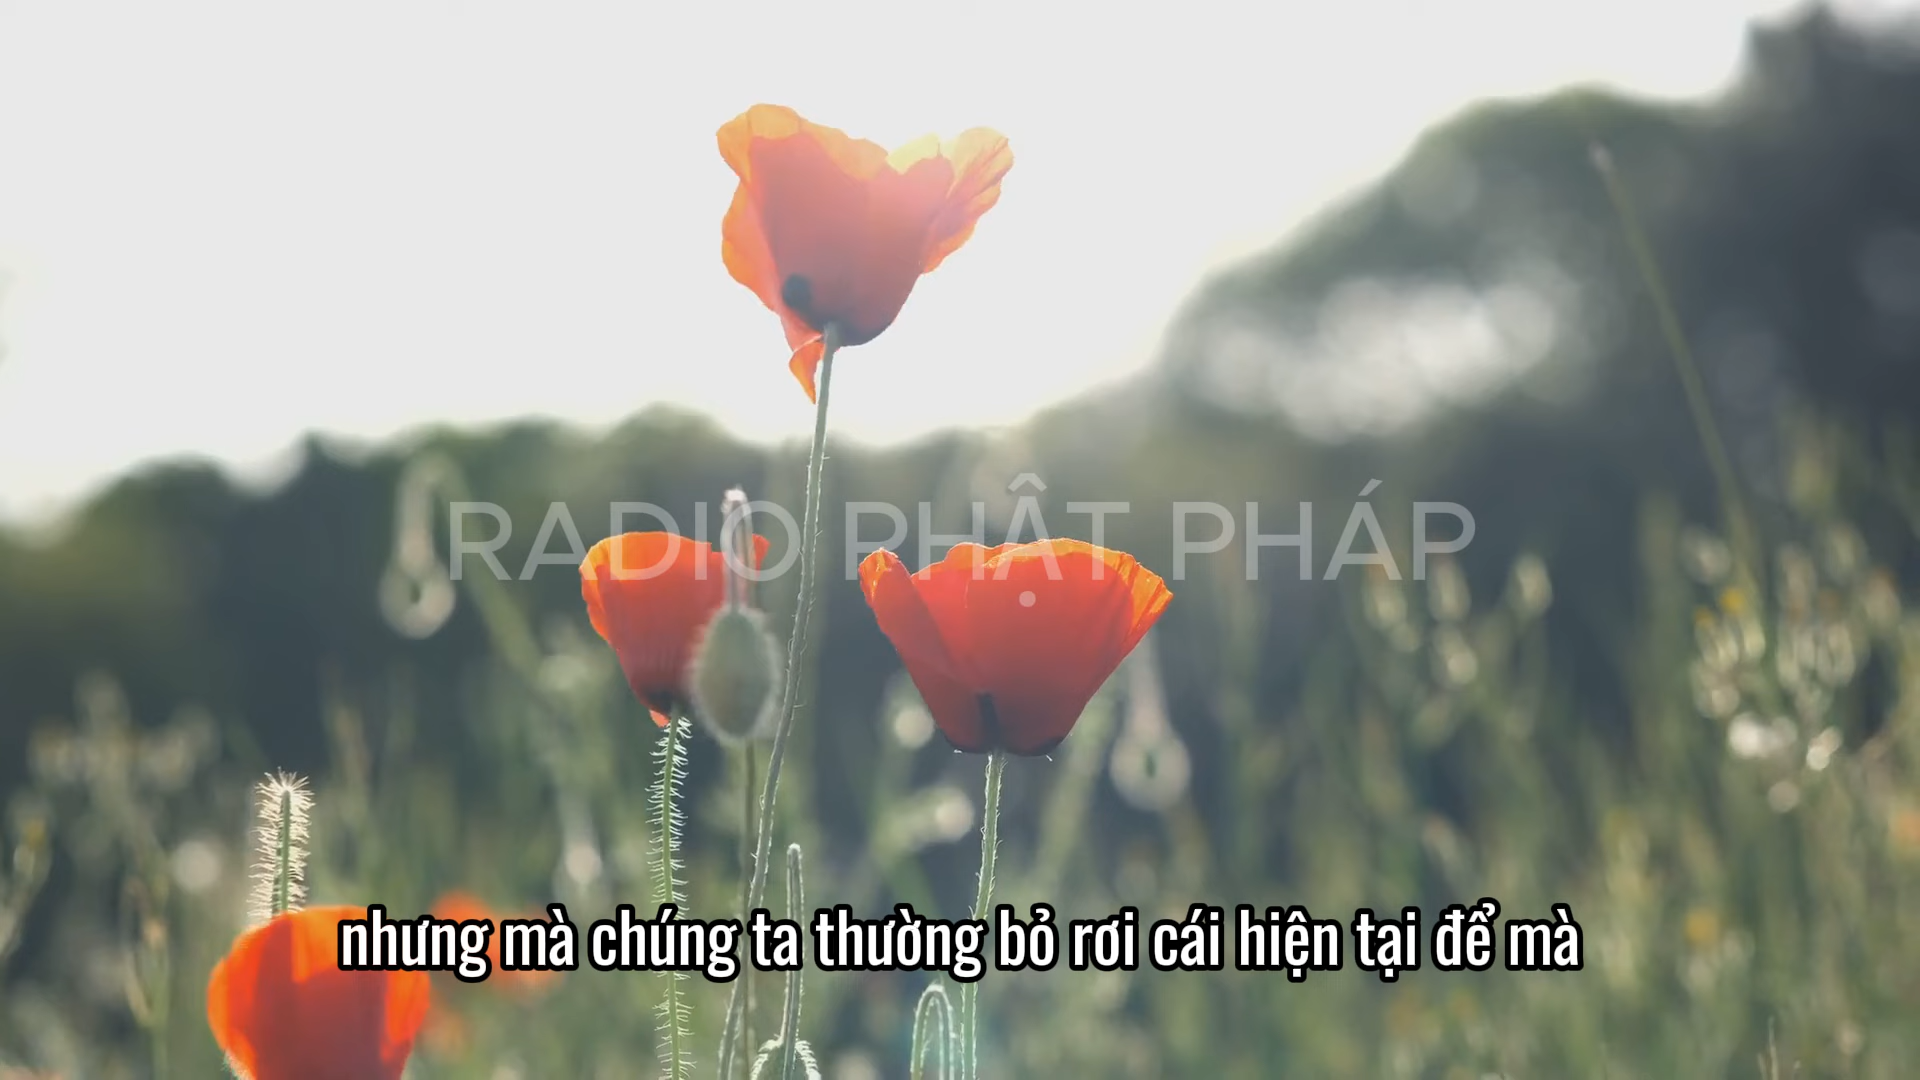 RADIO PHẬT PHÁP
nhưng mà chúng ta thường bỏ rơi cái hiện tại để mà